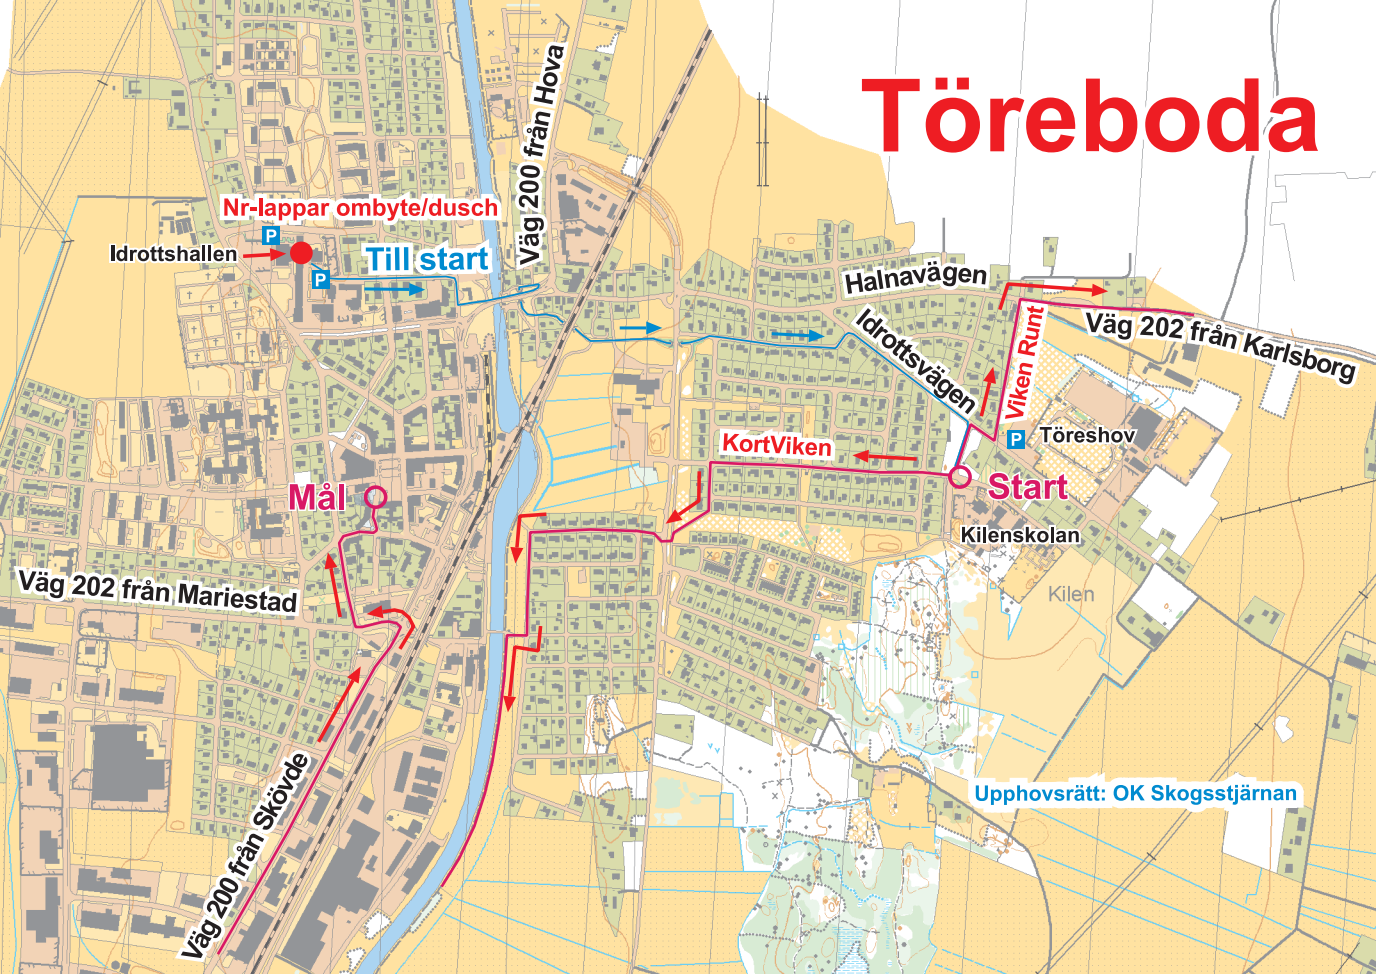 Töreboda
Väg 200 från Hova
Nr-lappar ombyte/dusch
P
Idrottshallen
Till start
P
Halnavägen
Idrottsvägen
Viken Runt
Väg 202 från Karlsborg
P
Töreshov
KortViken
Start
Mål
Kilenskolan
Väg 202 från Mariestad
Kilen
Väg 200 från Skövde
Upphovsrätt: OK Skogsstjärnan